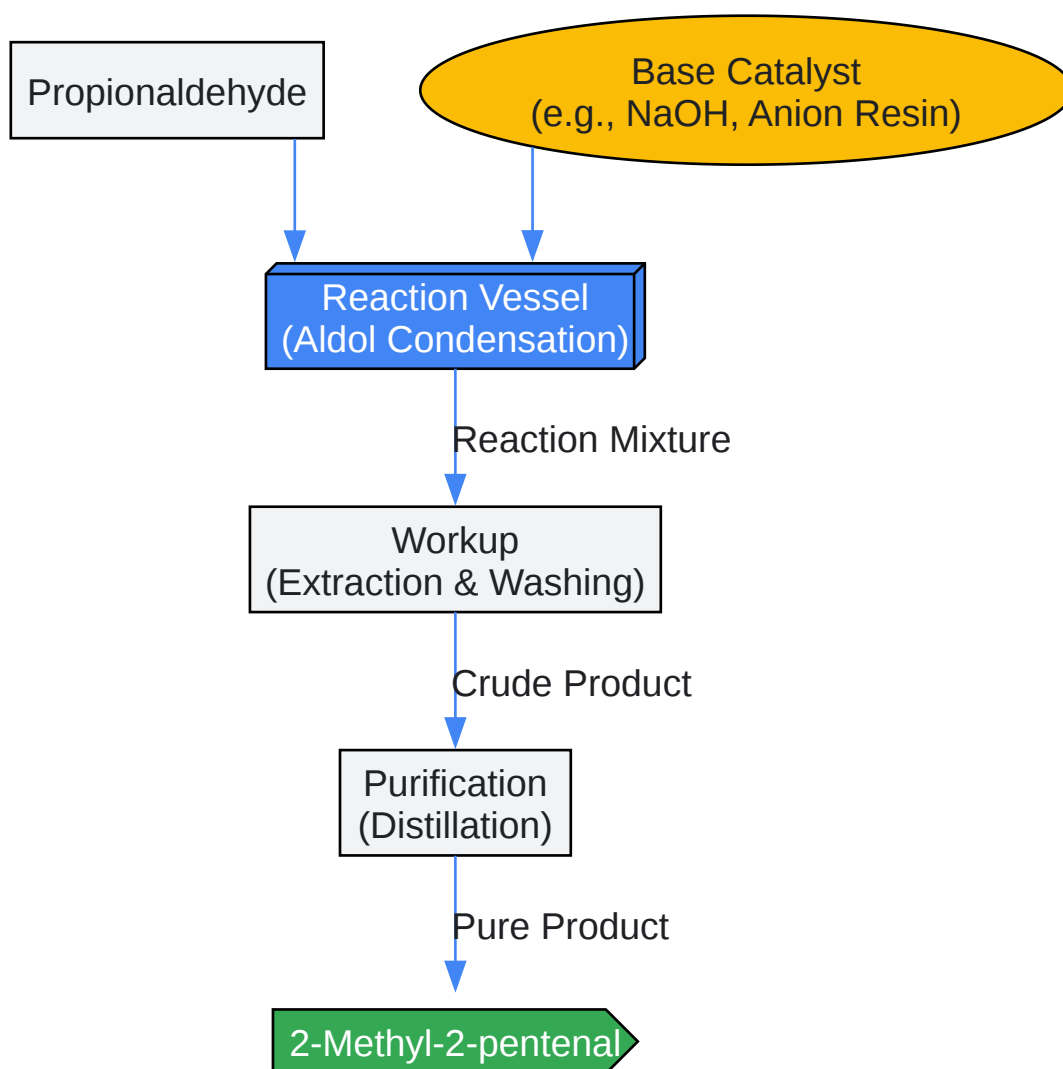 Propionaldehyde
Base Catalyst
(e.g., NaOH, Anion Resin)
Reaction Vessel
(Aldol Condensation)
Reaction Mixture
Workup
(Extraction & Washing)
Crude Product
Purification
(Distillation)
Pure Product
2-Methyl-2-pentenal